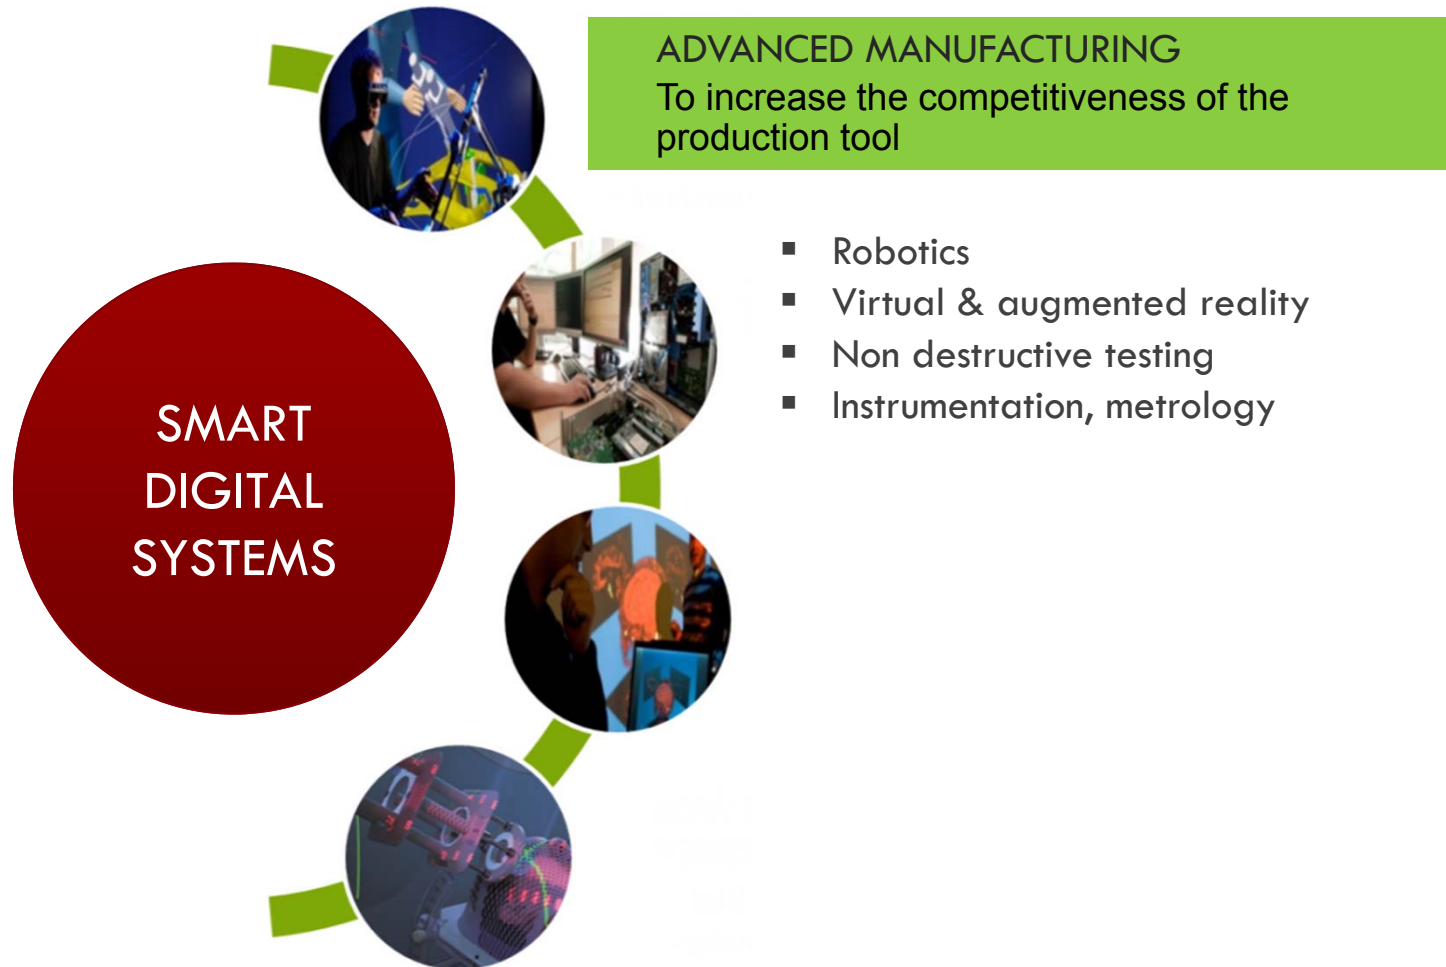 ADVANCED MANUFACTURING
To increase the competitiveness of the
production tool
▪ Robotics
▪ Virtual & augmented reality
▪ Non destructive testing
▪ Instrumentation, metrology
SMART
DIGITAL
SYSTEMS